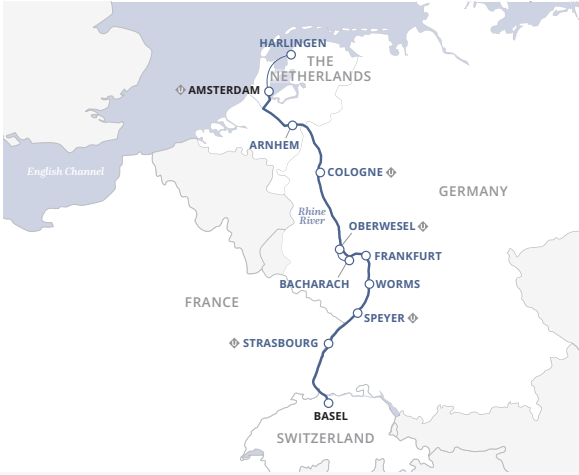 HARLINGEN
THE
NETHERLANDS
AMSTERDAM
ARNHEM
English Channel
COLOGNE
GERMANY
Rhine
River
OBERWESEL
FRANKFURT
BACHARACH
WORMS
FRANCE
SPEYER
STRASBOURG
BASEL
SWITZERLAND